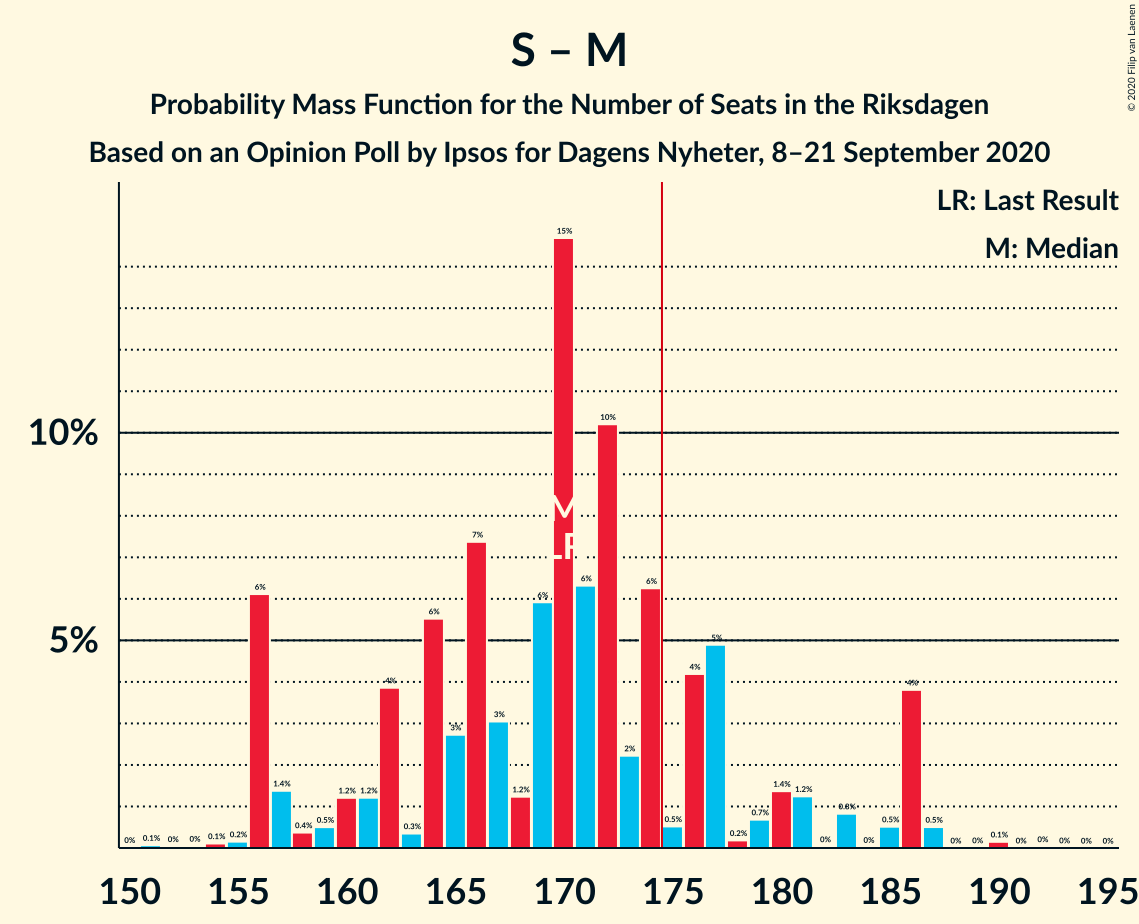 S – M
Probability Mass Function for the Number of Seats in the Riksdagen
Based on an Opinion Poll by Ipsos for Dagens Nyheter, 8–21 September 2020
© 2020 Filip van Laenen
LR: Last Result
M: Median
10%
5%
0% 0.1% 0% 0% 0.1% 0.2% 6% 1.4% 0.4% 0.5% 1.2% 1.2% 4% 0.3% 6% 3% 7% 3% 1.2% 6% 15% 6% 10% 2% 6% 0.5% 4% 5% 0.2% 0.7% 1.4% 1.2% 0% 0.8% 0% 0.5% 4% 0.5% 0% 0% 0.1% 0% 0% 0% 0% 0%
M
LR
150 155 160 165 170 175 180 185 190 195